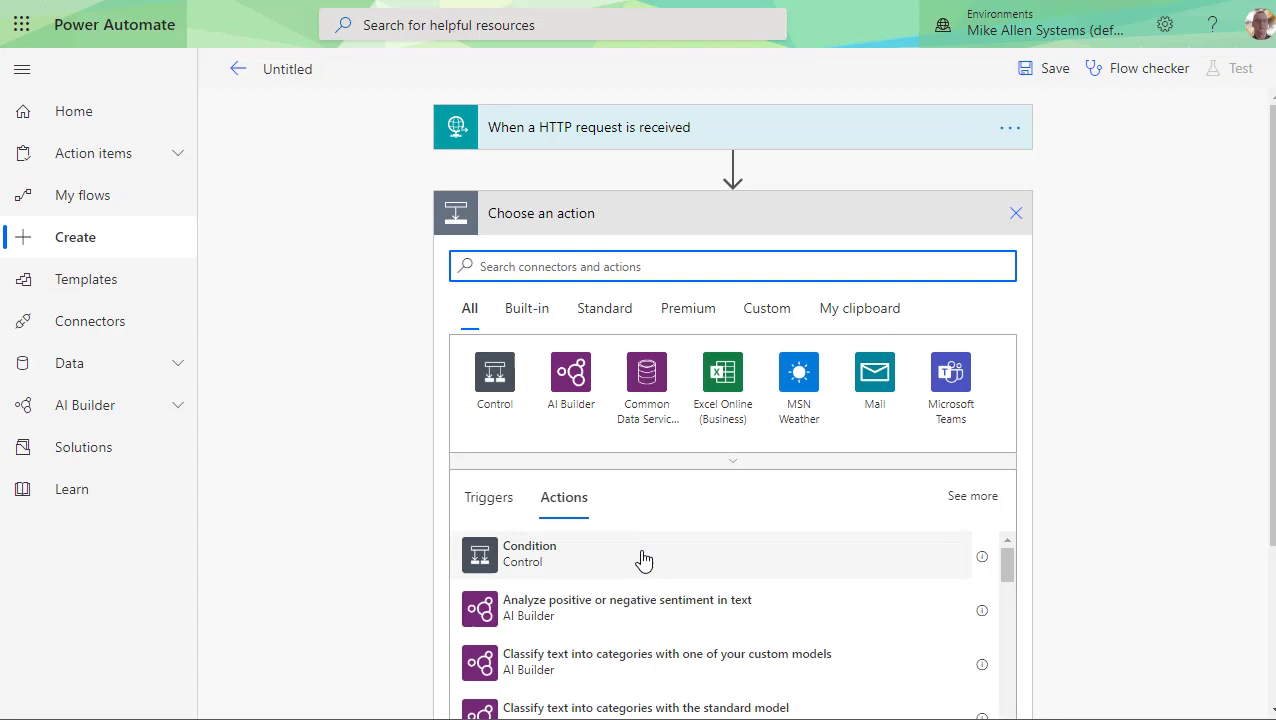 Power Automate
Search for helpful resources
Environments
Mike Allen Systems (def...
?
Untitled
Save
Flow checker
Test
Home
Action items
My flows
Create
Templates
Connectors
Data
AI Builder
Solutions
Learn
When a HTTP request is received
...
Choose an action
Search connectors and actions
All
Built-in
Standard
Premium
Custom
My clipboard
Control
AI Builder
Common
Data Servic...
Excel Online
(Business)
MSN
Weather
Mail
Microsoft
Teams
Triggers
Actions
See more
Condition
Control
Analyze positive or negative sentiment in text
AI Builder
Classify text into categories with one of your custom models
AI Builder
Classify text into categories with the standard model